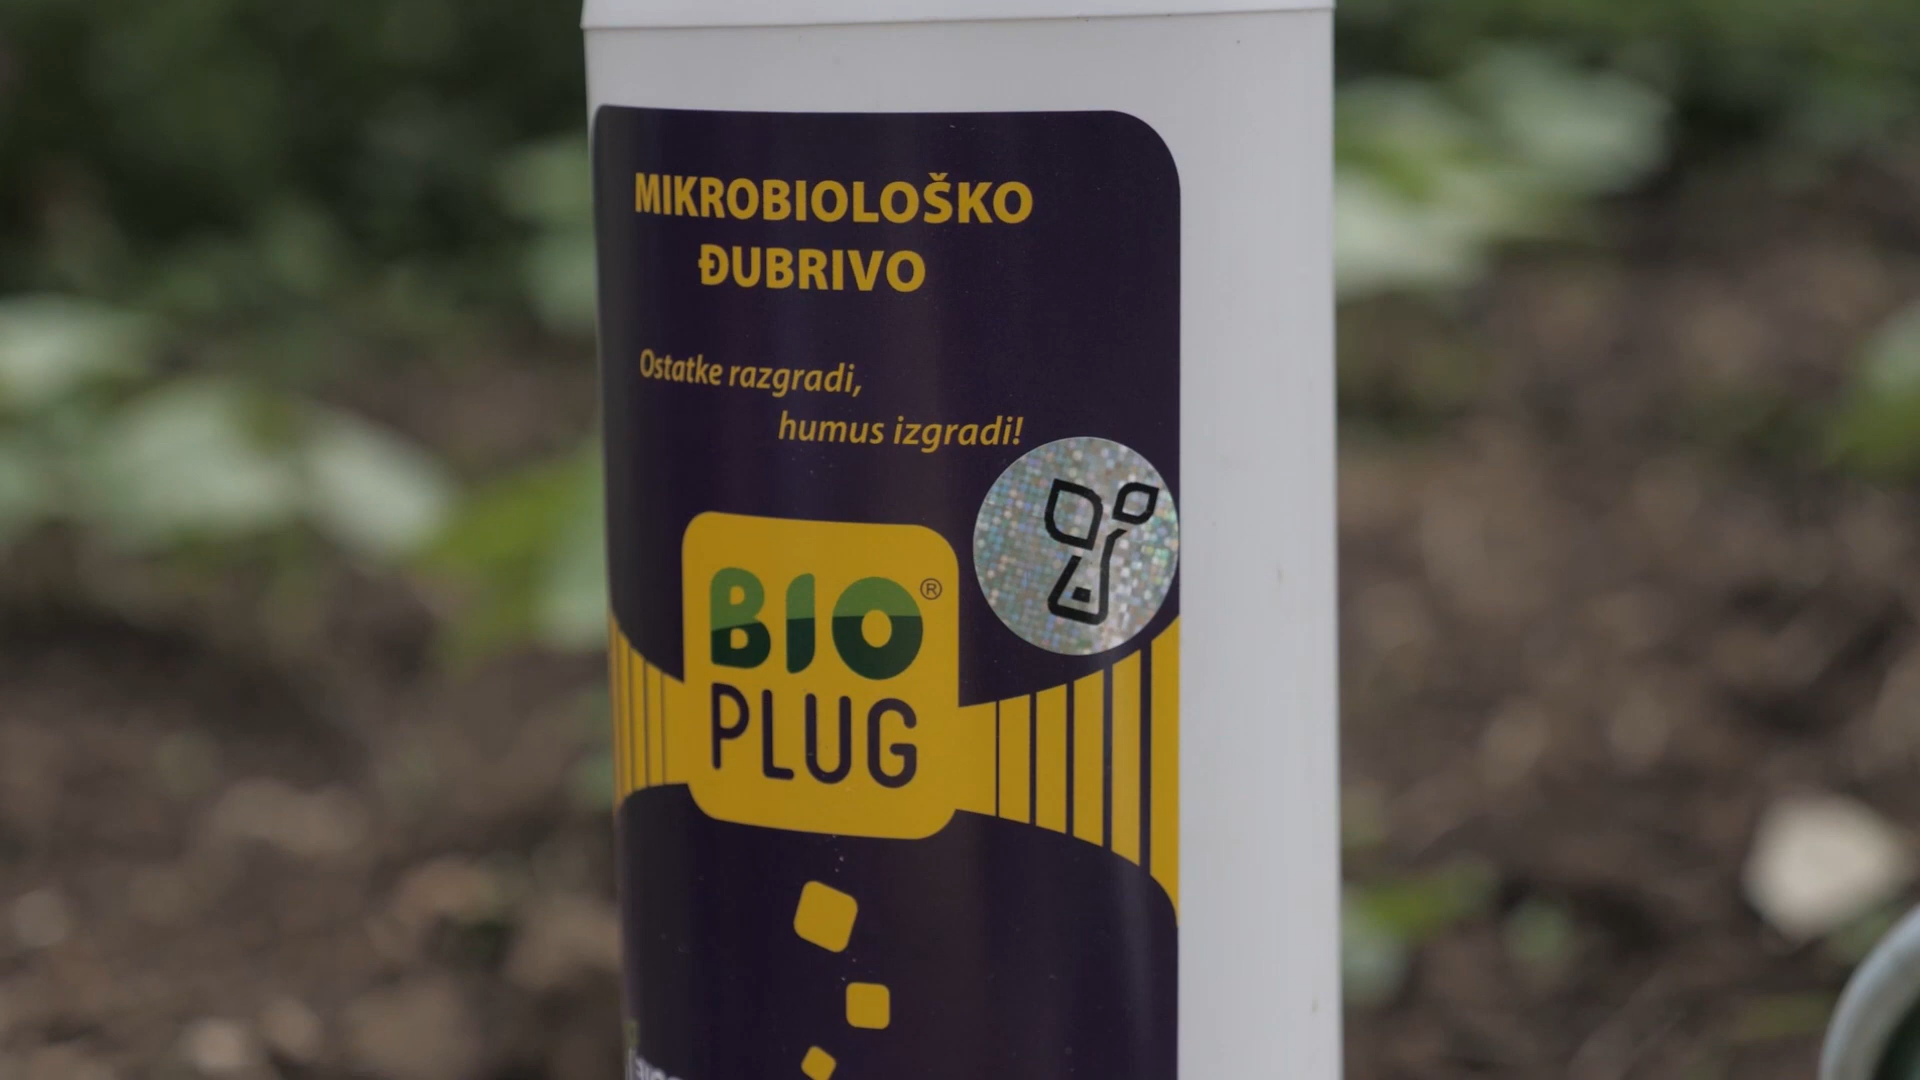 MIKROBIOLOŠKO
ĐUBRIVO
Ostatke razgradi,
humus izgradi!
BIO®
PLUG